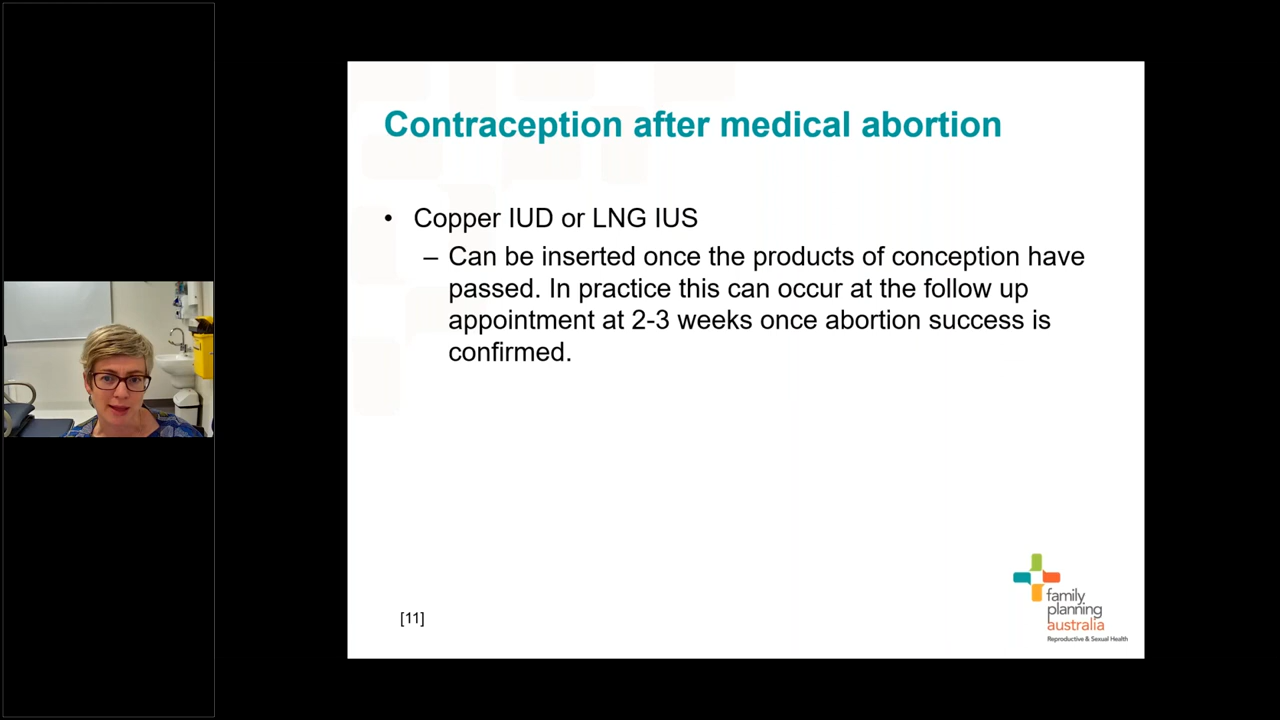 Contraception after medical abortion
• Copper IUD or LNG IUS
– Can be inserted once the products of conception have
passed. In practice this can occur at the follow up
appointment at 2-3 weeks once abortion success is
confirmed.
[11]
family
planning
australia
Reproductive & Sexual Health